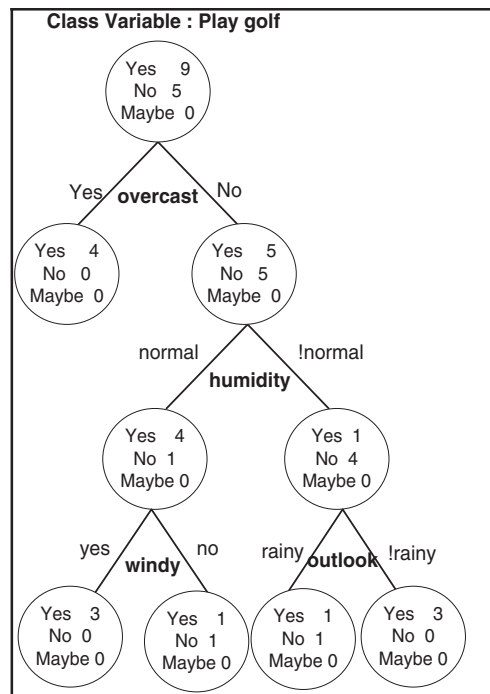 Class Variable : Play golf
Yes 9
No 5
Maybe 0
Yes overcast No
Yes 4
No 0
Maybe 0
Yes 5
No 5
Maybe 0
normal !normal
humidity
Yes 4
No 1
Maybe 0
Yes 1
No 4
Maybe 0
yes windy no
rainy outlook !rainy
Yes 3
No 0
Maybe 0
Yes 1
No 1
Maybe 0
Yes 1
No 1
Maybe 0
Yes 3
No 0
Maybe 0